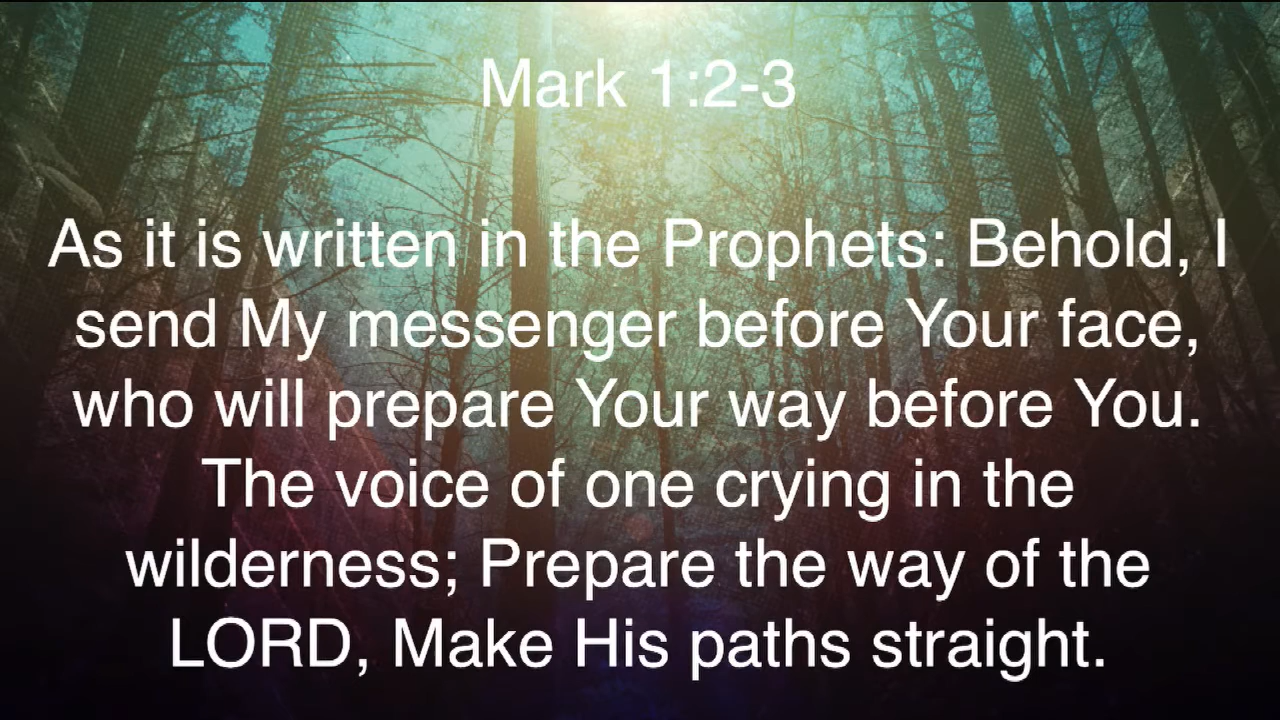 Mark 1:2-3
As it is written in the Prophets: Behold, I
send My messenger before Your face,
who will prepare Your way before You.
The voice of one crying in the
wilderness; Prepare the way of the
LORD, Make His paths straight.